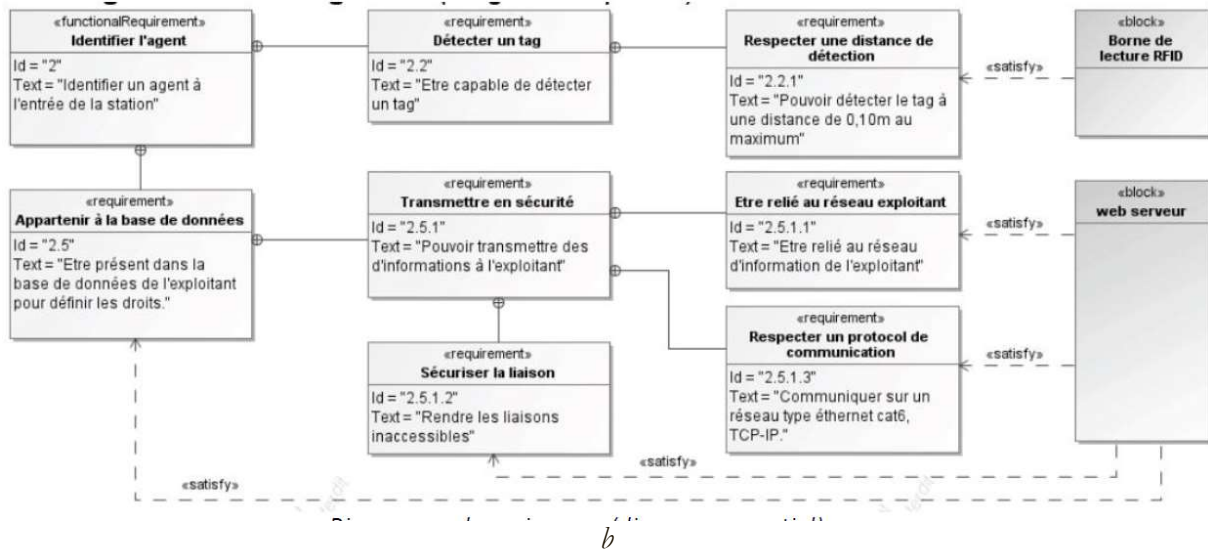 «functionalRequirement»
Identifier l'agent
Id = "2"
Text = "Identifier un agent à
l'entrée de la station"
«requirement»
Détecter un tag
Id = "2.2"
Text = "Etre capable de détecter
un tag"
«requirement»
Respecter une distance de
détection
Id = "2.2.1"
Text = "Pouvoir détecter le tag à
une distance de 0,10m au
maximum"
«satisfy»
«block»
Borne de
lecture RFID
«requirement»
Appartenir à la base de données
Id = "2.5"
Text = "Etre présent dans la
base de données de l'exploitant
pour définir les droits."
«requirement»
Transmettre en sécurité
Id = "2.5.1"
Text = "Pouvoir transmettre des
d'informations à l'exploitant"
«requirement»
Etre relié au réseau exploitant
Id = "2.5.1.1"
Text = "Etre relié au réseau
d'information de l'exploitant"
«satisfy»
«block»
web serveur
«requirement»
Sécuriser la liaison
Id = "2.5.1.2"
Text = "Rendre les liaisons
inaccessibles"
«requirement»
Respecter un protocol de
communication
Id = "2.5.1.3"
Text = "Communiquer sur un
réseau type éthernet cat6,
TCP-IP."
«satisfy»
«satisfy»
«satisfy»
b